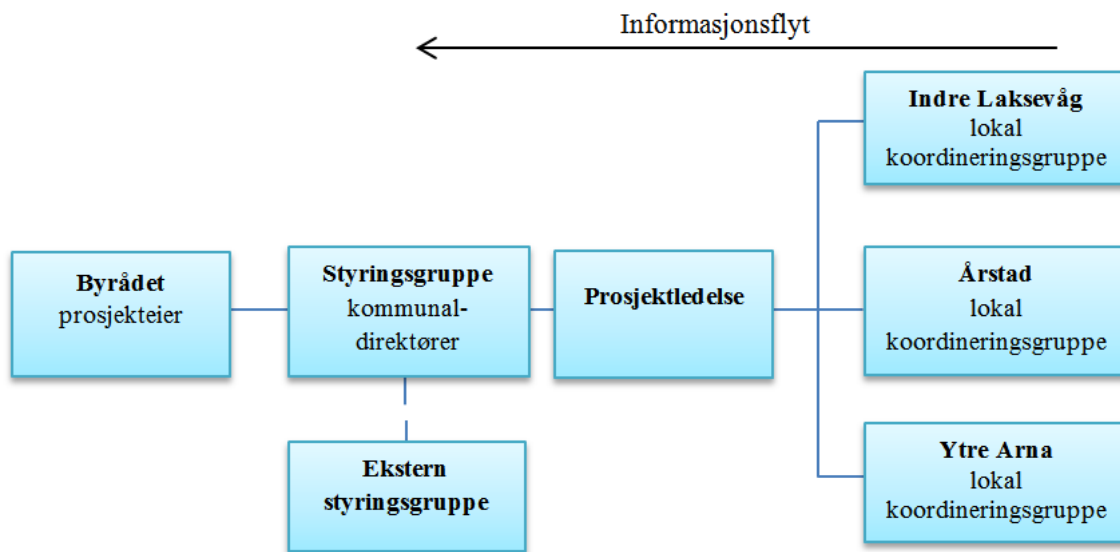 Informasjonsflyt
Indre Laksevåg
lokal
koordineringsgruppe
Byrådet
prosjekteier
Styringsgruppe
kommunal-
direktører
Prosjektledelse
Årstad
lokal
koordineringsgruppe
Ekstern
styringsgruppe
Ytre Arna
lokal
koordineringsgruppe